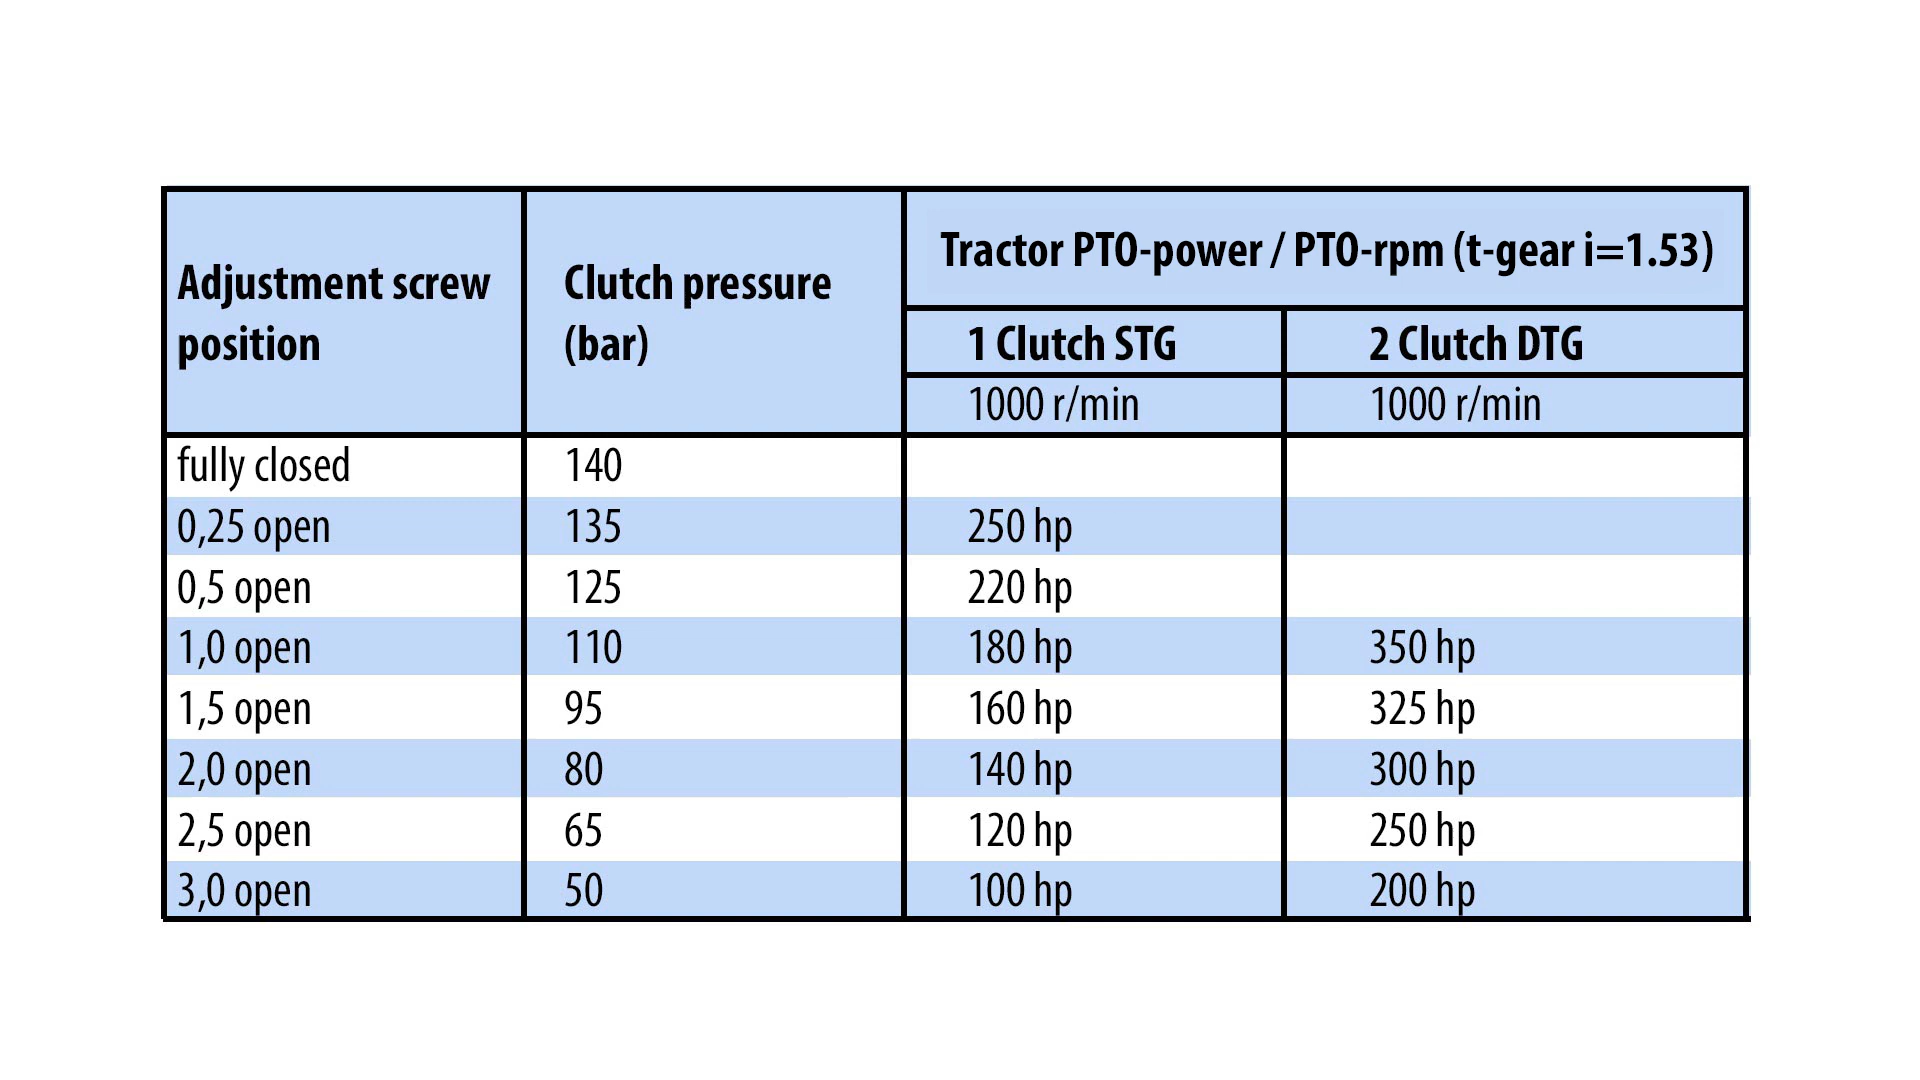 Adjustment screw position
Clutch pressure (bar)
Tractor PTO-power / PTO-rpm (t-gear i=1.53)
1 Clutch STG
2 Clutch DTG
1000 r/min
1000 r/min
fully closed 140
0,25 open 135 250 hp
0,5 open 125 220 hp
1,0 open 110 180 hp 350 hp
1,5 open 95 160 hp 325 hp
2,0 open 80 140 hp 300 hp
2,5 open 65 120 hp 250 hp
3,0 open 50 100 hp 200 hp